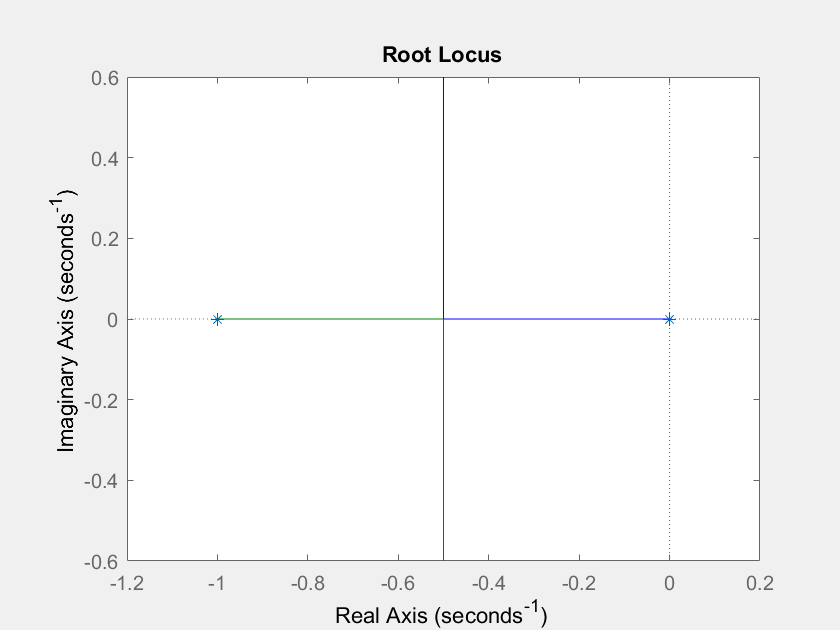 Root Locus
Imaginary Axis (seconds⁻¹)
0.6
0.4
0.2
0
-0.2
-0.4
-0.6
-1.2 -1 -0.8 -0.6 -0.4 -0.2 0 0.2
Real Axis (seconds⁻¹)